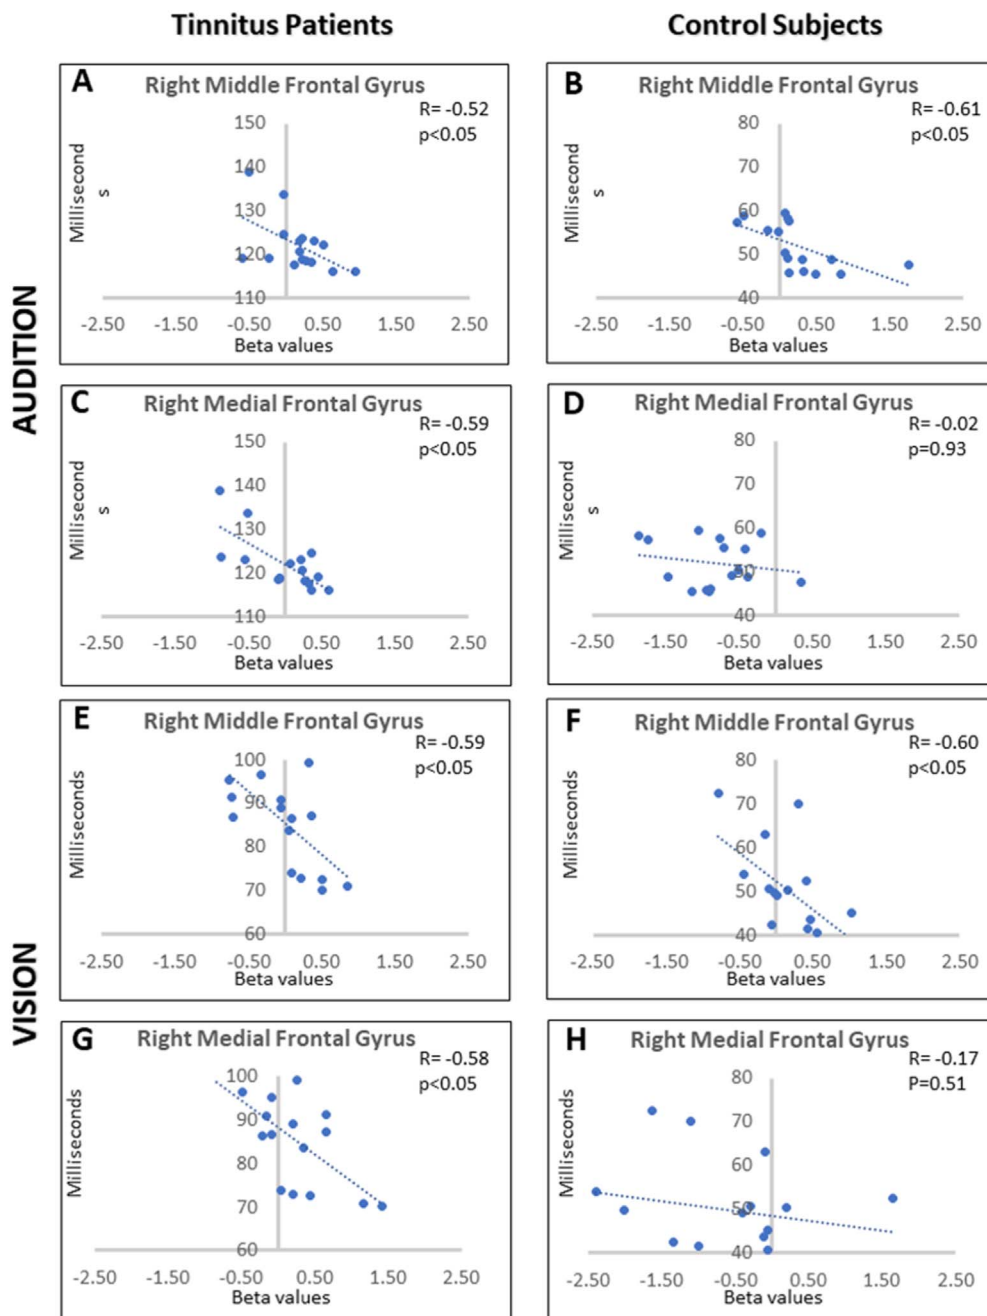 Tinnitus Patients
Control Subjects
AUDITION
A
Right Middle Frontal Gyrus
R= -0.52
p<0.05
Millisecond
s
150
140
130
120
110
-2.50 -1.50 -0.50 0.50 1.50 2.50
Beta values
B
Right Middle Frontal Gyrus
R= -0.61
p<0.05
Millisecond
s
80
70
60
50
40
-2.50 -1.50 -0.50 0.50 1.50 2.50
Beta values
C
Right Medial Frontal Gyrus
R= -0.59
p<0.05
Millisecond
s
150
140
130
120
110
-2.50 -1.50 -0.50 0.50 1.50 2.50
Beta values
D
Right Medial Frontal Gyrus
R= -0.02
p=0.93
Millisecond
s
80
70
60
50
40
-2.50 -1.50 -0.50 0.50 1.50 2.50
Beta values
VISION
E
Right Middle Frontal Gyrus
R= -0.59
p<0.05
Milliseconds
100
90
80
70
60
-2.50 -1.50 -0.50 0.50 1.50 2.50
Beta values
F
Right Middle Frontal Gyrus
R= -0.60
p<0.05
Milliseconds
80
70
60
50
40
-2.50 -1.50 -0.50 0.50 1.50 2.50
Beta values
G
Right Medial Frontal Gyrus
R= -0.58
p<0.05
Milliseconds
100
90
80
70
60
-2.50 -1.50 -0.50 0.50 1.50 2.50
Beta values
H
Right Medial Frontal Gyrus
R= -0.17
P=0.51
Milliseconds
80
70
60
50
40
-2.50 -1.50 -0.50 0.50 1.50 2.50
Beta values